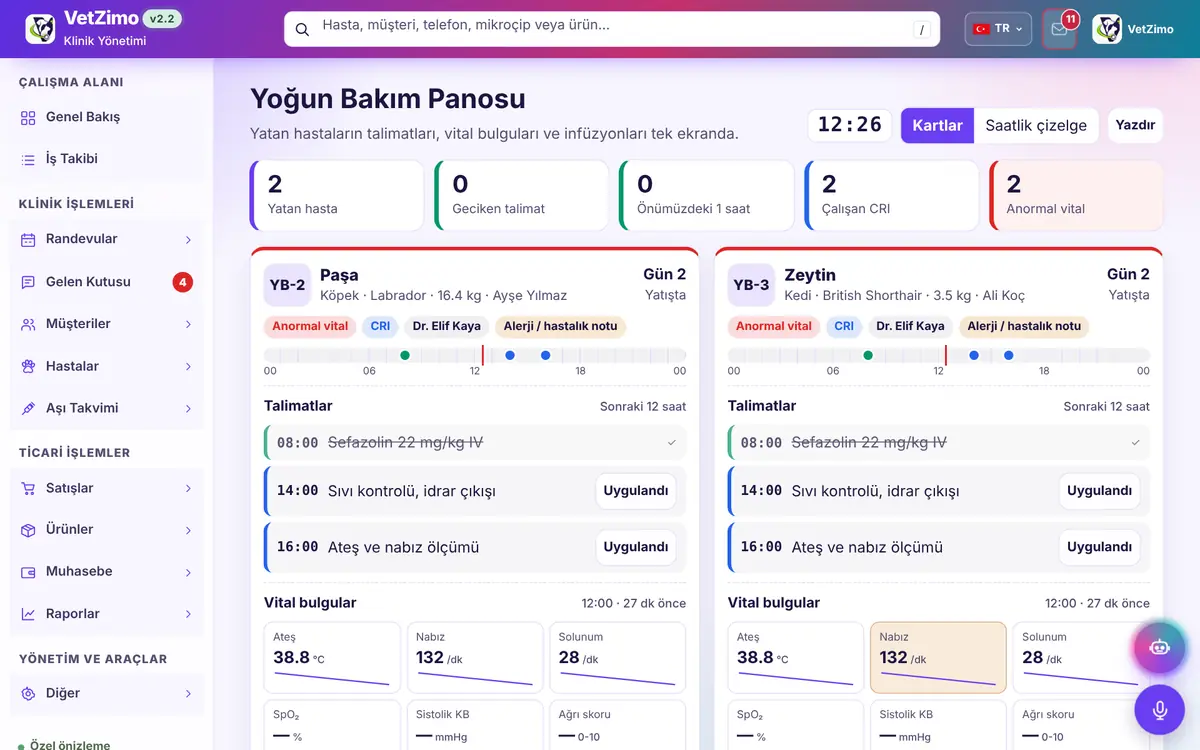 VetZimo v2.2
Klinik Yönetimi
Hasta, müşteri, telefon, mikroçip veya ürün...
/
TR
11
VetZimo
ÇALIŞMA ALANI
Genel Bakış
İş Takibi
KLİNİK İŞLEMLERİ
Randevular
Gelen Kutusu
4
Müşteriler
Hastalar
Aşı Takvimi
TİCARİ İŞLEMLER
Satışlar
Ürünler
Muhasebe
Raporlar
YÖNETİM VE ARAÇLAR
Diğer
Özel önizleme
Yoğun Bakım Panosu
Yatan hastaların talimatları, vital bulguları ve infüzyonları tek ekranda.
12:26
Kartlar
Saatlik çizelge
Yazdır
2
Yatan hasta
0
Geciken talimat
0
Önümüzdeki 1 saat
2
Çalışan CRI
2
Anormal vital
YB-2
Paşa
Köpek · Labrador · 16.4 kg · Ayşe Yılmaz
Gün 2
Yatışta
Anormal vital CRI Dr. Elif Kaya Alerji / hastalık notu
00 06 12 18 00
Talimatlar
Sonraki 12 saat
08:00 Sefazolin 22 mg/kg IV ✓
14:00 Sıvı kontrolü, idrar çıkışı Uygulandı
16:00 Ateş ve nabız ölçümü Uygulandı
Vital bulgular
12:00 · 27 dk önce
Ateş
38.8 °C
Nabız
132 /dk
Solunum
28 /dk
SpO₂
— %
Sistolik KB
— mmHg
Ağrı skoru
— 0-10
YB-3
Zeytin
Kedi · British Shorthair · 3.5 kg · Ali Koç
Gün 2
Yatışta
Anormal vital CRI Dr. Elif Kaya Alerji / hastalık notu
00 06 12 18 00
Talimatlar
Sonraki 12 saat
08:00 Sefazolin 22 mg/kg IV ✓
14:00 Sıvı kontrolü, idrar çıkışı Uygulandı
16:00 Ateş ve nabız ölçümü Uygulandı
Vital bulgular
12:00 · 27 dk önce
Ateş
38.8 °C
Nabız
132 /dk
Solunum
28 /dk
SpO₂
— %
Sistolik KB
— mmHg
Ağrı skoru
— 0-10